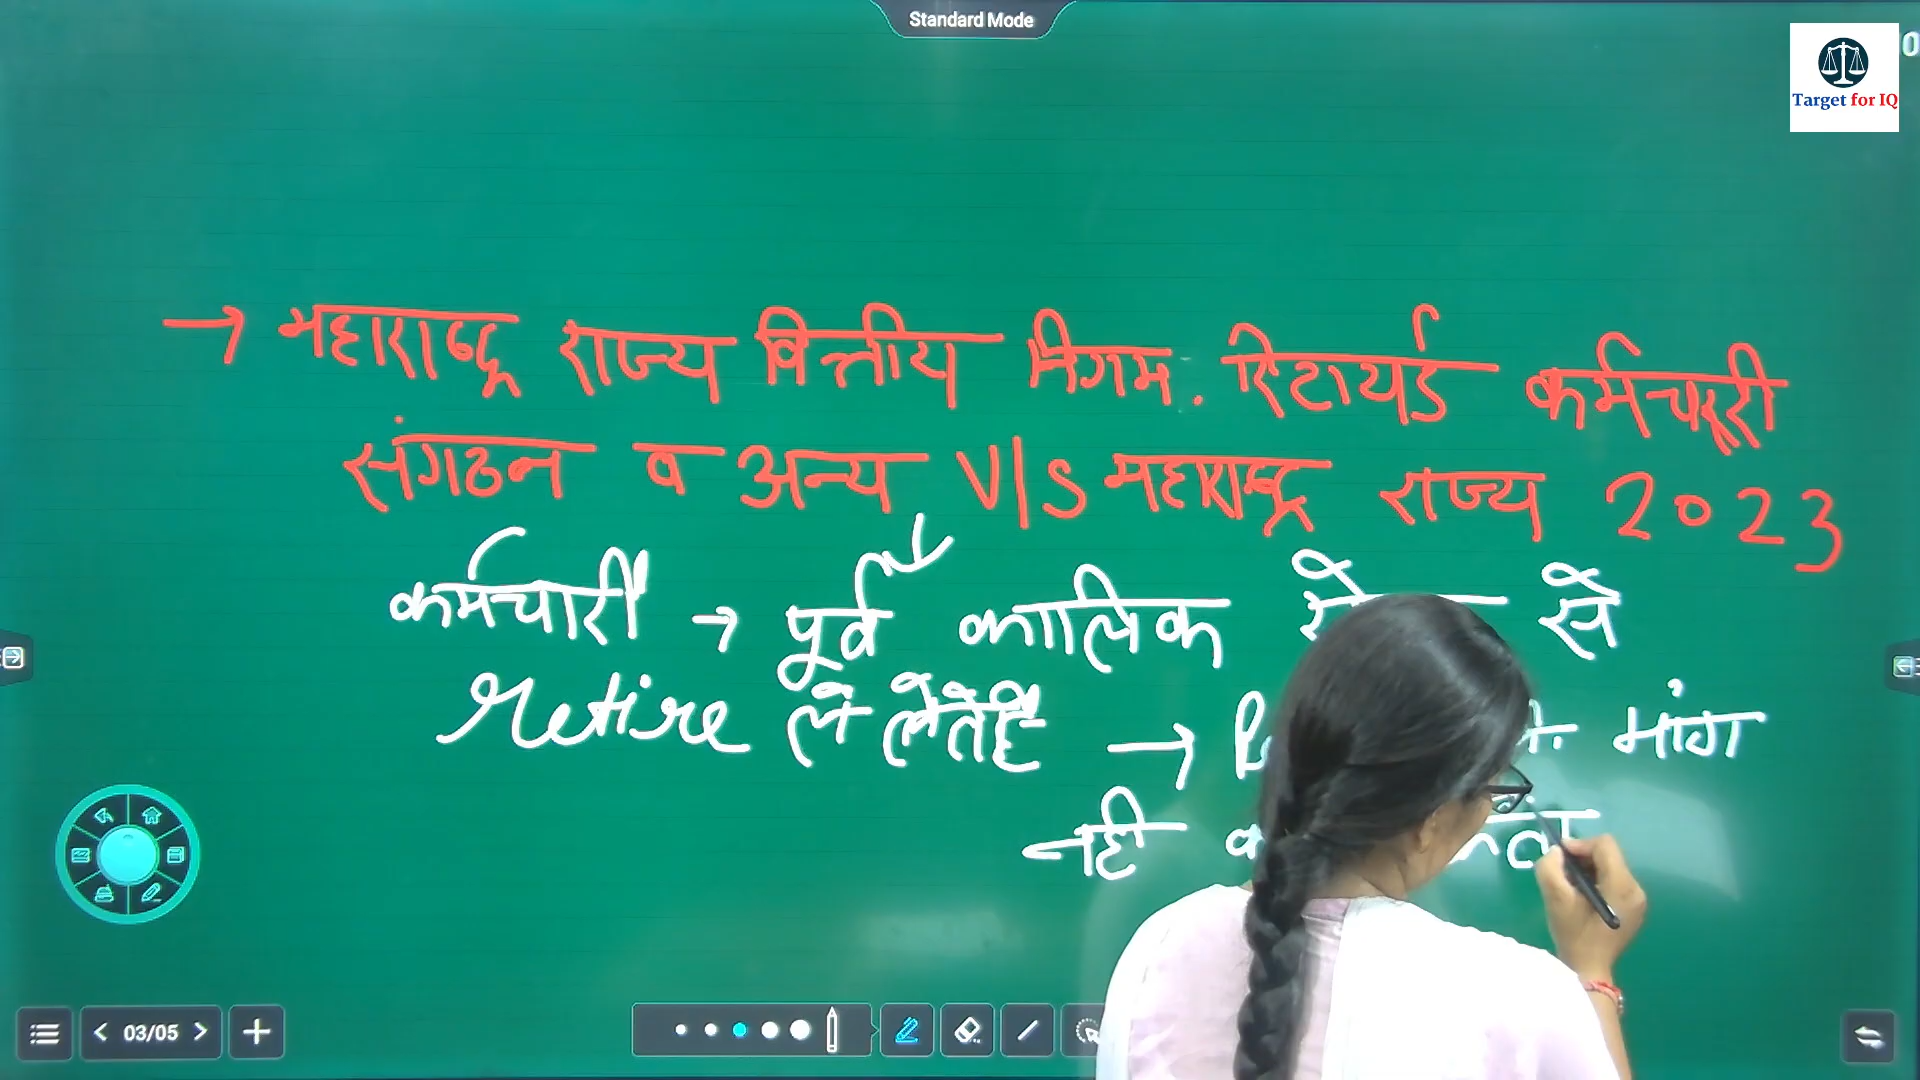 Standard Mode
Target for IQ
→ महाराष्ट्र राज्य वित्तीय निगम. रिटायर्ड कर्मचारी
संगठन व अन्य V/S महाराष्ट्र राज्य 2023
कर्मचारी → पूर्व कालिक से
retire ले लेते हैं → मांग
नही
03/05